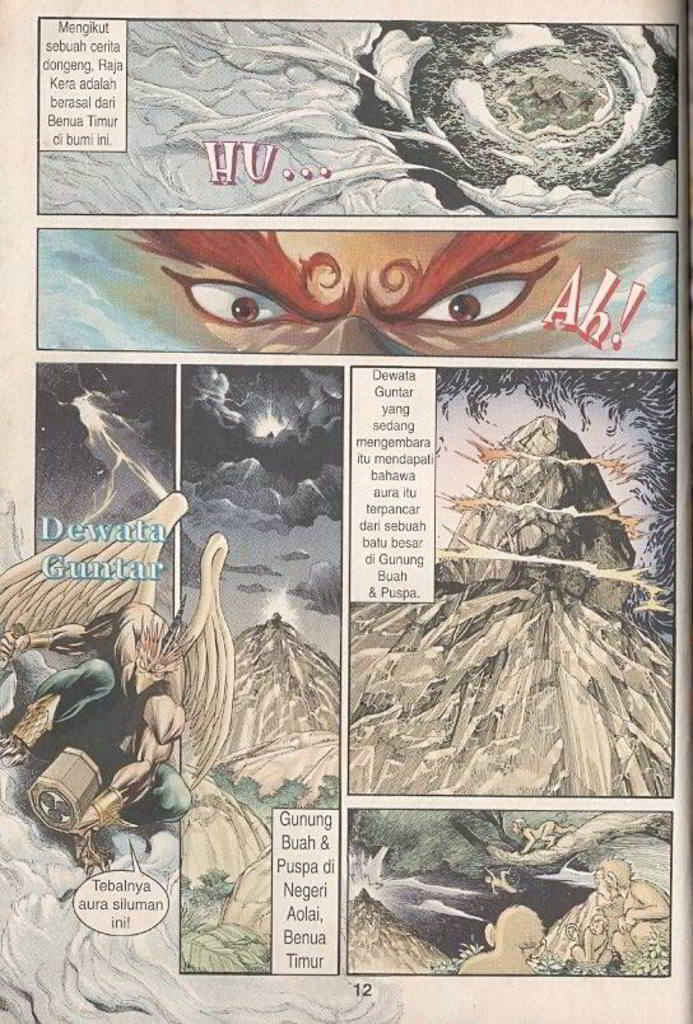 Mengikut
sebuah cerita
dongeng, Raja
Kera adalah
berasal dari
Benua Timur
di bumi ini.
HU...
Ah!
Dewata
Guntar
Tebalnya
aura siluman
ini!
Gunung
Buah &
Puspa di
Negeri
Aolai,
Benua
Timur
Dewata
Guntar
yang
sedang
mengembara
itu mendapati
bahawa
aura itu
terpancar
dari sebuah
batu besar
di Gunung
Buah
& Puspa.
12